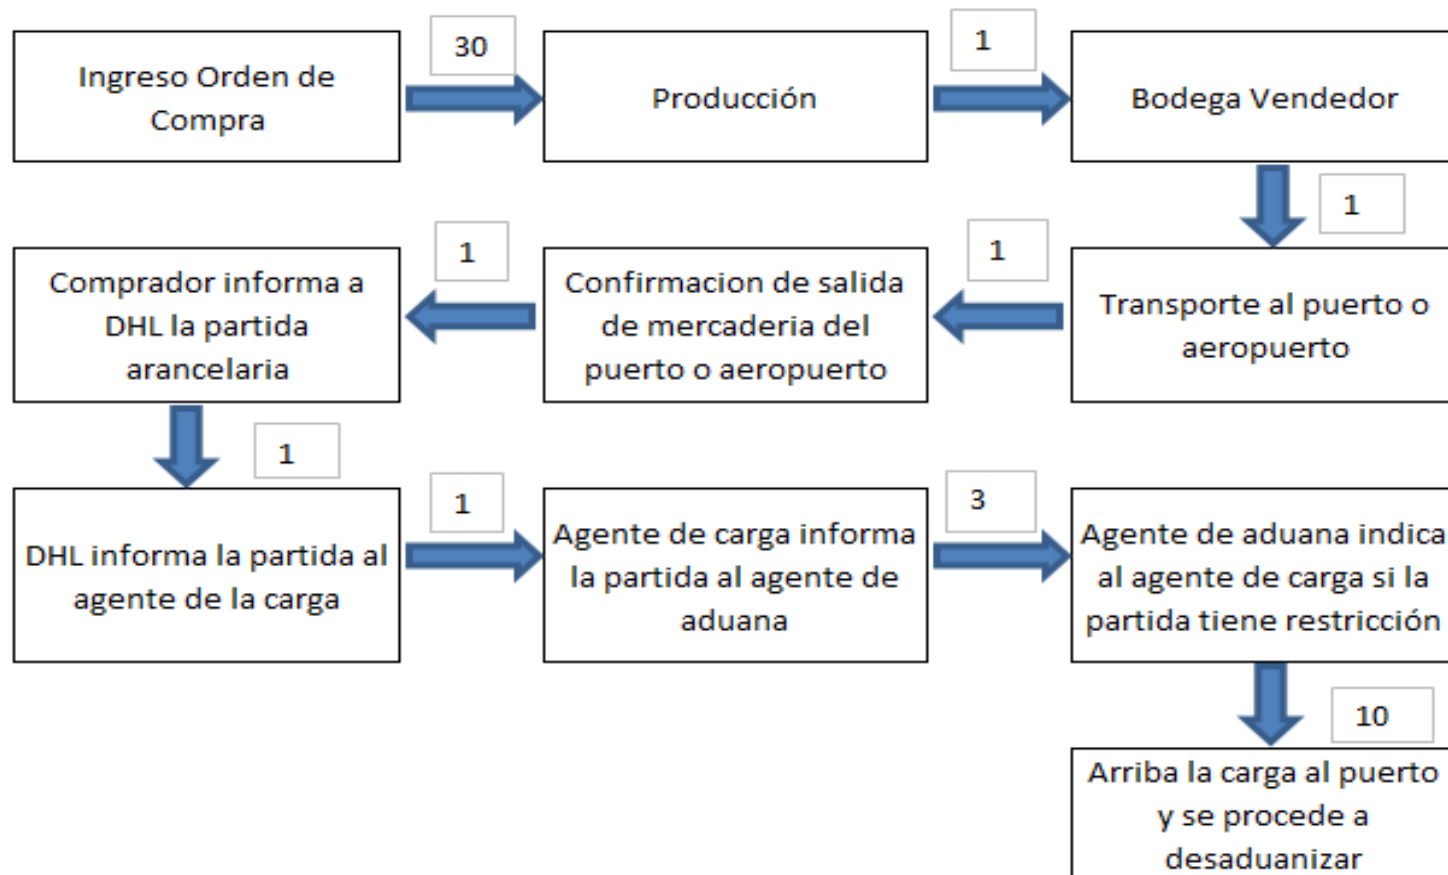 Ingreso Orden de
Compra
30
Producción
1
Bodega Vendedor
1
Transporte al puerto o
aeropuerto
1
Confirmacion de salida
de mercaderia del
puerto o aeropuerto
1
Comprador informa a
DHL la partida
arancelaria
1
DHL informa la partida al
agente de la carga
1
Agente de carga informa
la partida al agente de
aduana
3
Agente de aduana indica
al agente de carga si la
partida tiene restricción
10
Arriba la carga al puerto
y se procede a
desaduanizar